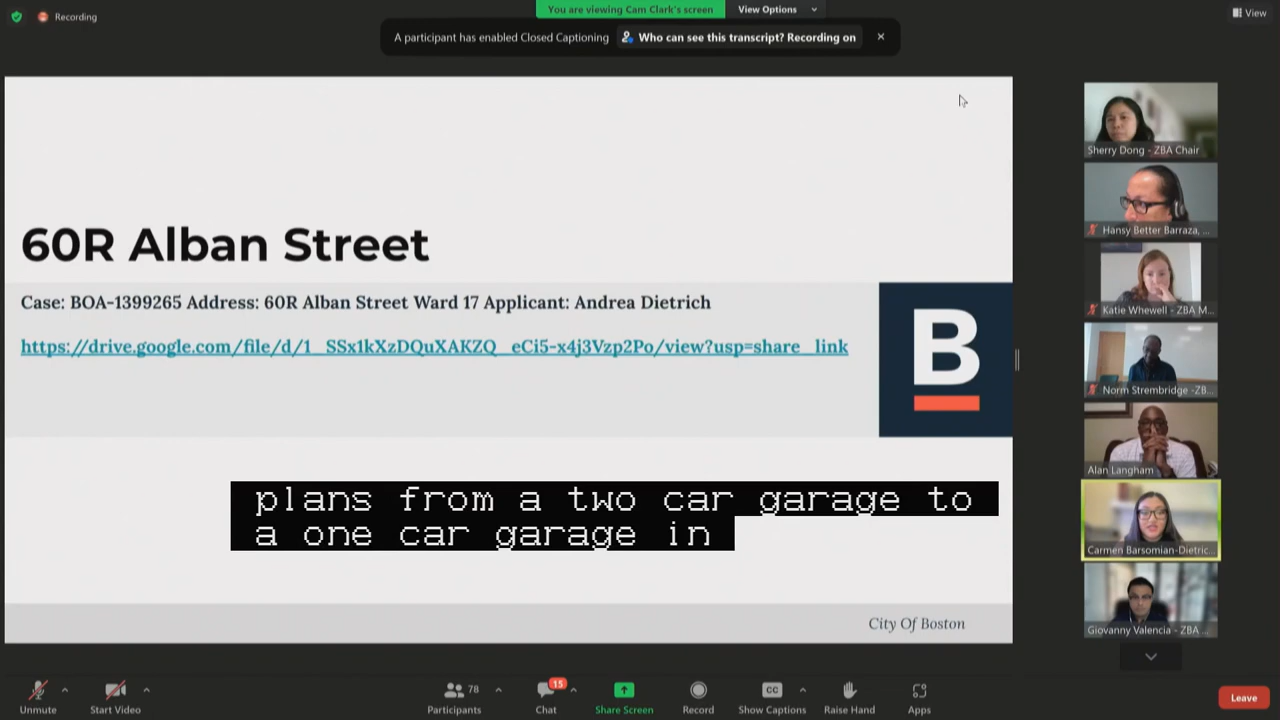 Recording
You are viewing Cam Clark's screen
View Options
View
A participant has enabled Closed Captioning
Who can see this transcript? Recording on
60R Alban Street
Case: BOA-1399265 Address: 60R Alban Street Ward 17 Applicant: Andrea Dietrich
https://drive.google.com/file/d/1_SSx1kXzDQuXAKZQ_eCi5-x4j3Vzp2Po/view?usp=share_link
B
plans from a two car garage to
a one car garage in
City Of Boston
Sherry Dong - ZBA Chair
Hansy Better Barraza, ...
Katie Whewell - ZBA M...
Norm Strembridge -ZB...
Alan Langham
Carmen Barsomian-Dietric...
Giovanny Valencia - ZBA ...
Unmute
Start Video
78
Participants
15
Chat
Share Screen
Record
CC
Show Captions
Raise Hand
Apps
Leave